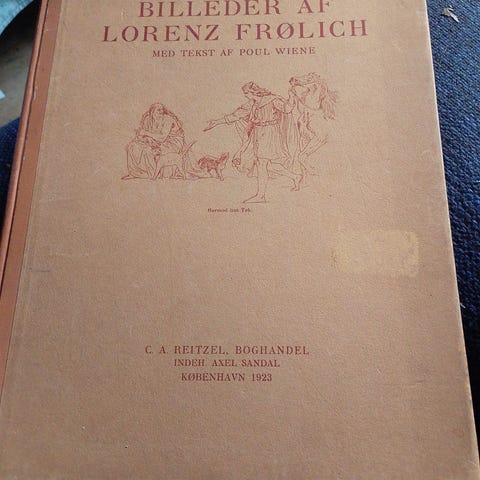 BILLEDER AF
LORENZ FRØLICH
MED TEKST AF POUL WIENE
C. A. REITZEL, BOGHANDEL
INDEH. AXEL SANDAL
KØBENHAVN 1923